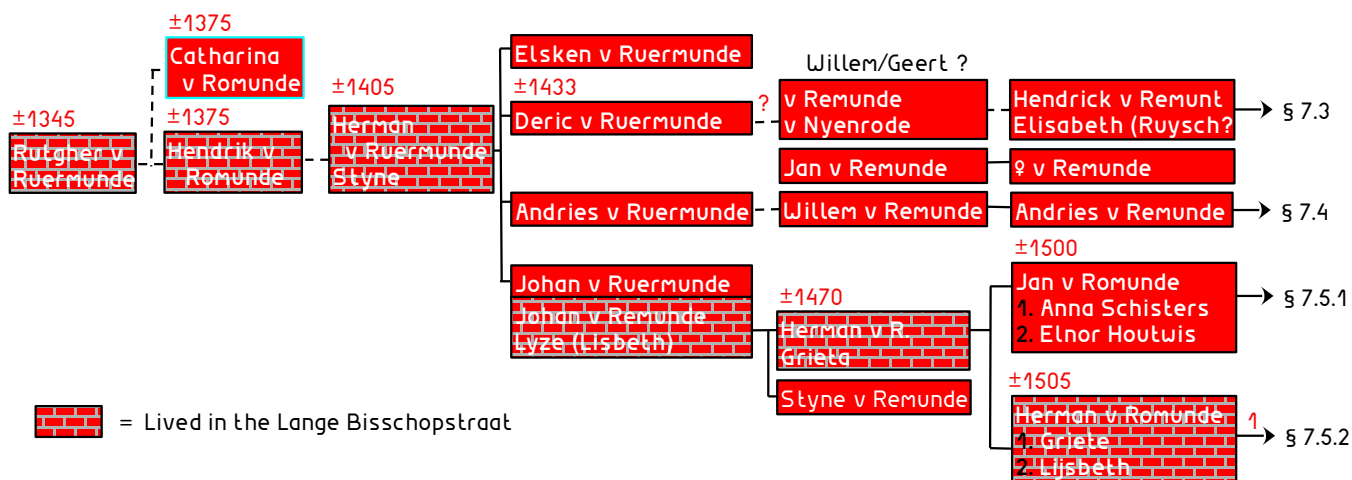 ±1345
Rutgher v
Ruermunde
±1375
Catharina
v Romunde
±1375
Hendrik v
Romunde
±1405
Herman
v Ruermunde
Styne
Elsken v Ruermunde
±1433
Deric v Ruermunde
?
Willem/Geert ?
v Remunde
v Nyenrode
Hendrick v Remunt
Elisabeth (Ruysch?
§ 7.3
Jan v Remunde
♀ v Remunde
Andries v Ruermunde
Willem v Remunde
Andries v Remunde
§ 7.4
Johan v Ruermunde
Johan v Remunde
Lyze (Lisbeth)
±1470
Herman v R.
Grieta
Styne v Remunde
±1500
Jan v Romunde
1. Anna Schisters
2. Elnor Houtwis
§ 7.5.1
±1505
Herman v Romunde
1. Griete
2. Lijsbeth
1
§ 7.5.2
= Lived in the Lange Bisschopstraat